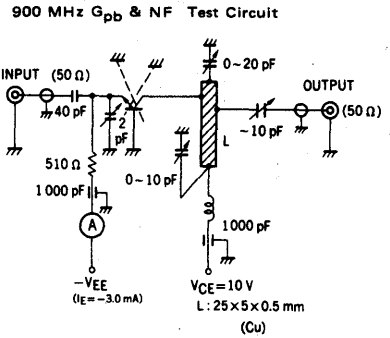 900 MHz Gpb & NF Test Circuit
INPUT (50 Ω)
40 pF
2
pF
0~20 pF
OUTPUT
(50 Ω)
~10 pF
L
0~10 pF
510 Ω
1000 pF
A
1000 pF
-VEE
(IE=-3.0 mA)
VCE=10 V
L: 25×5×0.5 mm
(Cu)